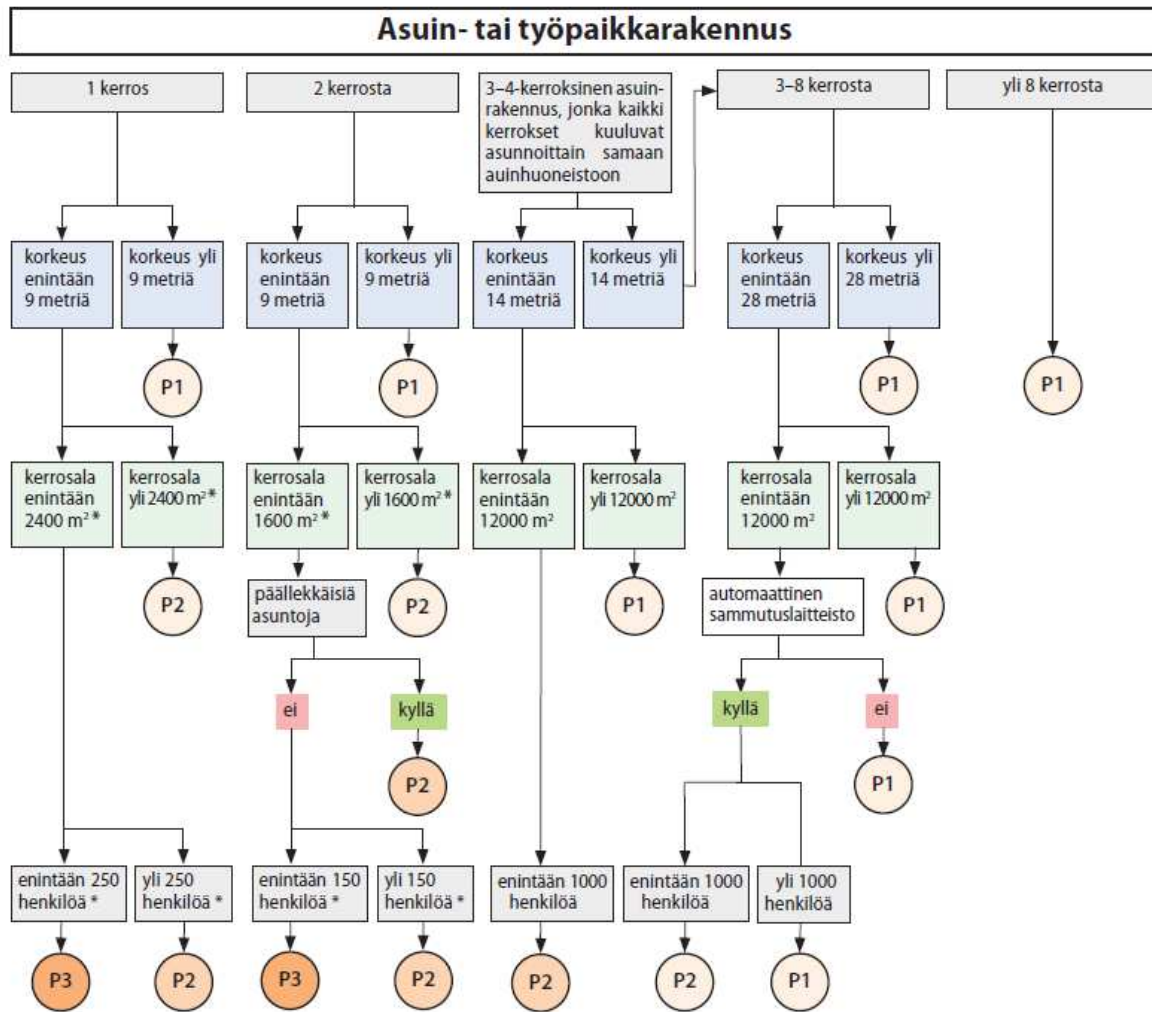 Asuin- tai työpaikkarakennus
1 kerros
2 kerrosta
3–4-kerroksinen asuin-
rakennus, jonka kaikki
kerrokset kuuluvat
asunnoittain samaan
auinhuoneistoon
3–8 kerrosta
yli 8 kerrosta
korkeus
enintään
9 metriä
korkeus yli
9 metriä
korkeus
enintään
9 metriä
korkeus yli
9 metriä
korkeus
enintään
14 metriä
korkeus yli
14 metriä
korkeus
enintään
28 metriä
korkeus yli
28 metriä
P1
P1
P1
P1
kerrosala
enintään
2400 m²*
kerrosala
yli 2400 m²*
kerrosala
enintään
1600 m²*
kerrosala
yli 1600 m²*
kerrosala
enintään
12000 m²
kerrosala
yli 12000 m²
kerrosala
enintään
12000 m²
kerrosala
yli 12000 m²
P2
päällekkäisiä
asuntoja
P2
P1
automaattinen
sammutuslaitteisto
P1
ei
kyllä
kyllä
ei
P2
P1
enintään 250
henkilöä *
yli 250
henkilöä *
enintään 150
henkilöä *
yli 150
henkilöä *
enintään 1000
henkilöä
enintään 1000
henkilöä
yli 1000
henkilöä
P3
P2
P3
P2
P2
P2
P1